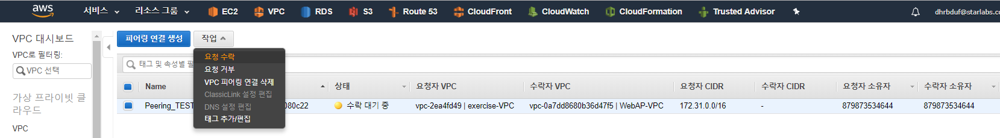 aws 서비스 리소스 그룹 EC2 VPC RDS S3 Route 53 CloudFront CloudWatch CloudFormation Trusted Advisor dhrbduf@starlabs.co
VPC 대시보드
VPC로 필터링:
VPC 선택
가상 프라이빗 클
라우드
VPC
피어링 연결 생성 작업
요청 수락
요청 거부
VPC 피어링 연결 삭제
ClassicLink 설정 편집
DNS 설정 편집
태그 추가/편집
태그 및 속성별 필
Name 상태 요청자 VPC 수락자 VPC 요청자 CIDR 수락자 CIDR 요청자 소유자 수락자 소유자
Peering_TEST 080c22 수락 대기 중 vpc-2ea4fd49 | exercise-VPC vpc-0a7dd8680b36d47f5 | WebAP-VPC 172.31.0.0/16 - 879873534644 879873534644